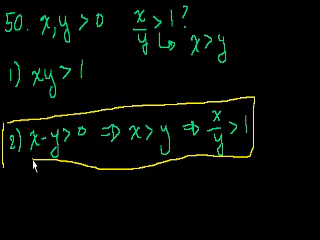 50. x,y > 0 x/y > 1 ?
↳ x > y
1) xy > 1
2) x - y > 0 ⇒ x > y ⇒ x/y > 1